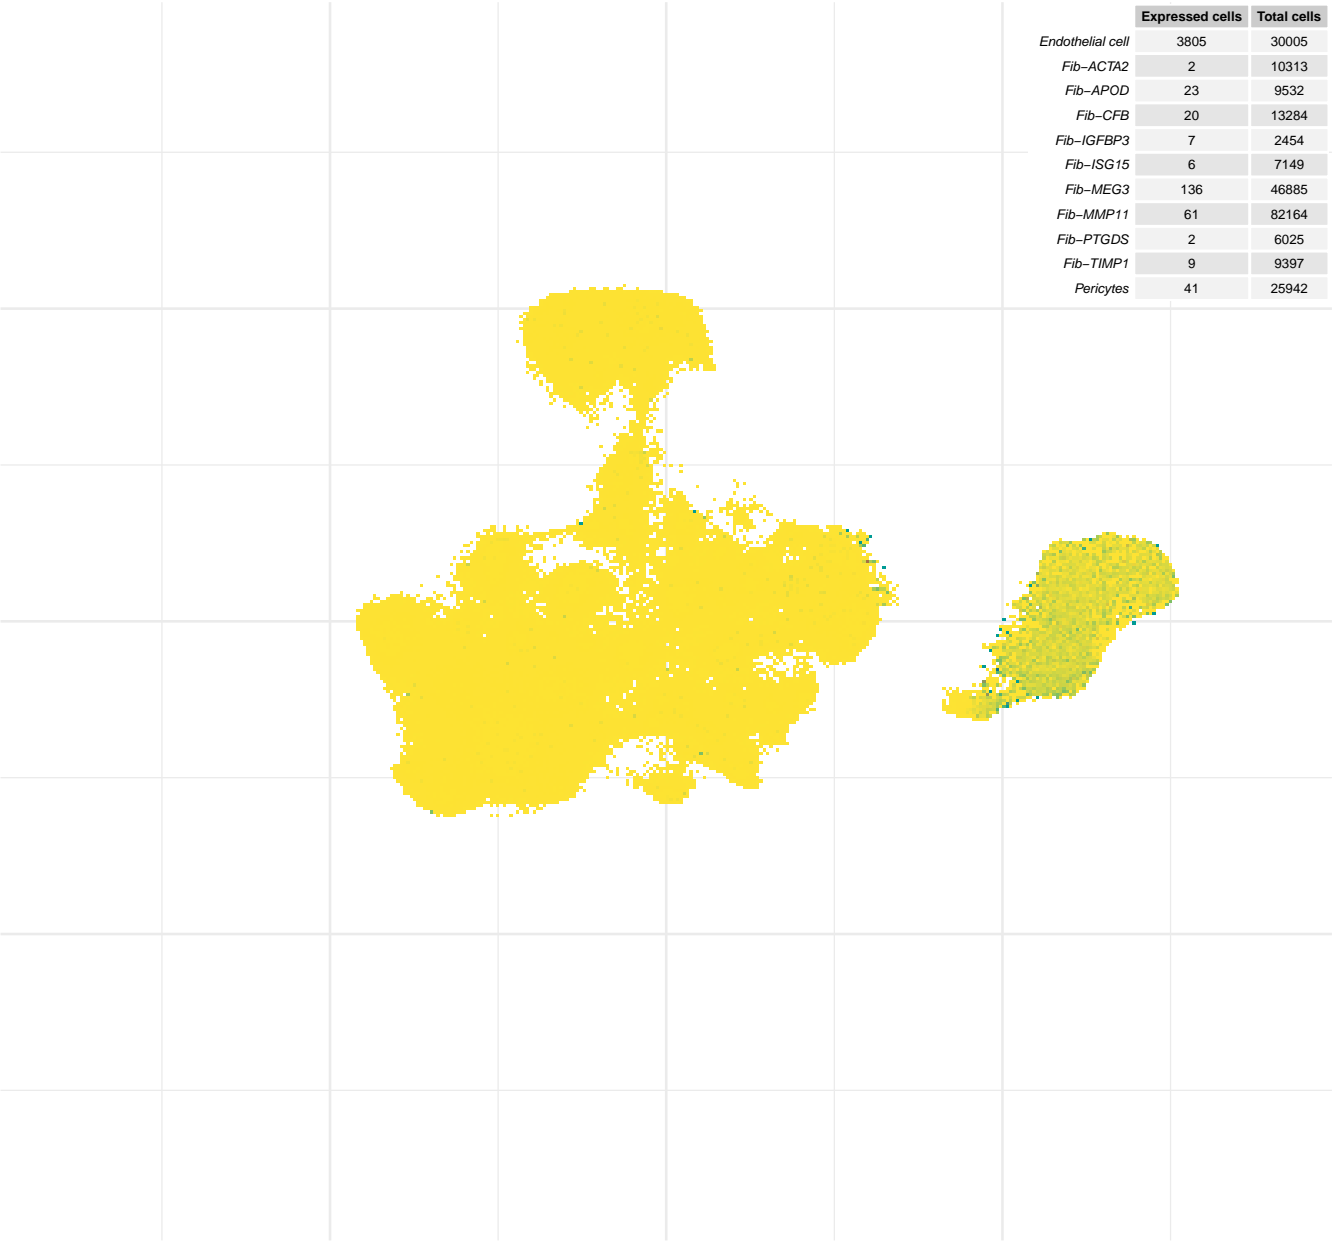 Expressed cells Total cells
Endothelial cell 3805 30005
Fib−ACTA2 2 10313
Fib−APOD 23 9532
Fib−CFB 20 13284
Fib−IGFBP3 7 2454
Fib−ISG15 6 7149
Fib−MEG3 136 46885
Fib−MMP11 61 82164
Fib−PTGDS 2 6025
Fib−TIMP1 9 9397
Pericytes 41 25942